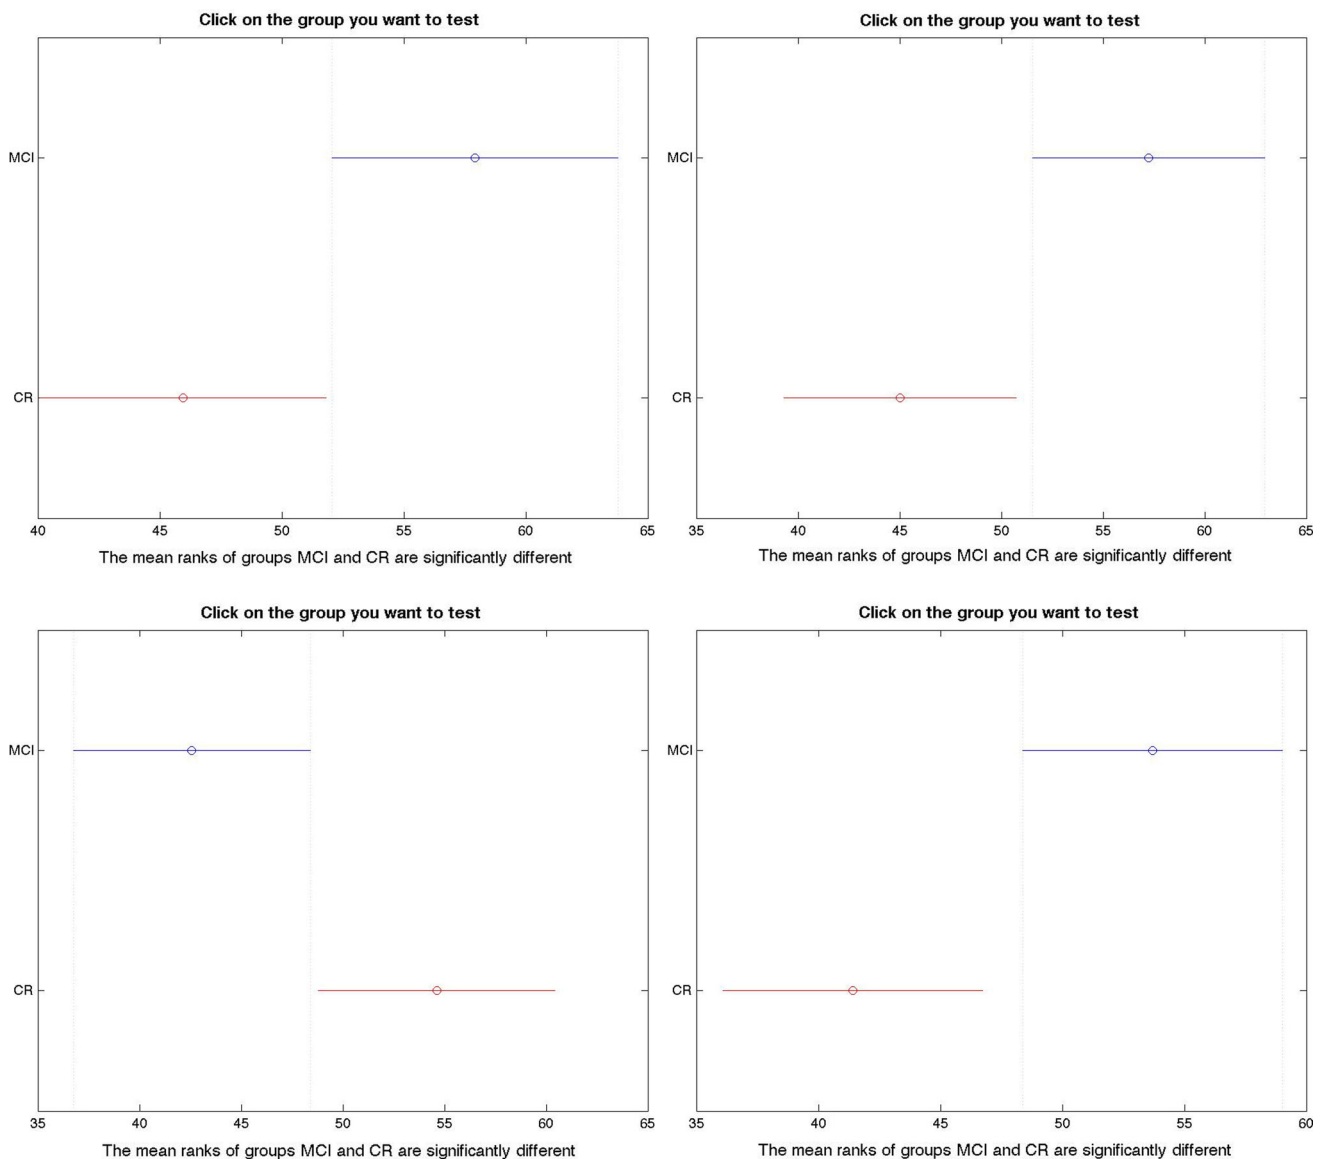 Click on the group you want to test
MCI
CR
40 45 50 55 60 65
The mean ranks of groups MCI and CR are significantly different
Click on the group you want to test
MCI
CR
35 40 45 50 55 60 65
The mean ranks of groups MCI and CR are significantly different
Click on the group you want to test
MCI
CR
35 40 45 50 55 60 65
The mean ranks of groups MCI and CR are significantly different
Click on the group you want to test
MCI
CR
35 40 45 50 55 60
The mean ranks of groups MCI and CR are significantly different